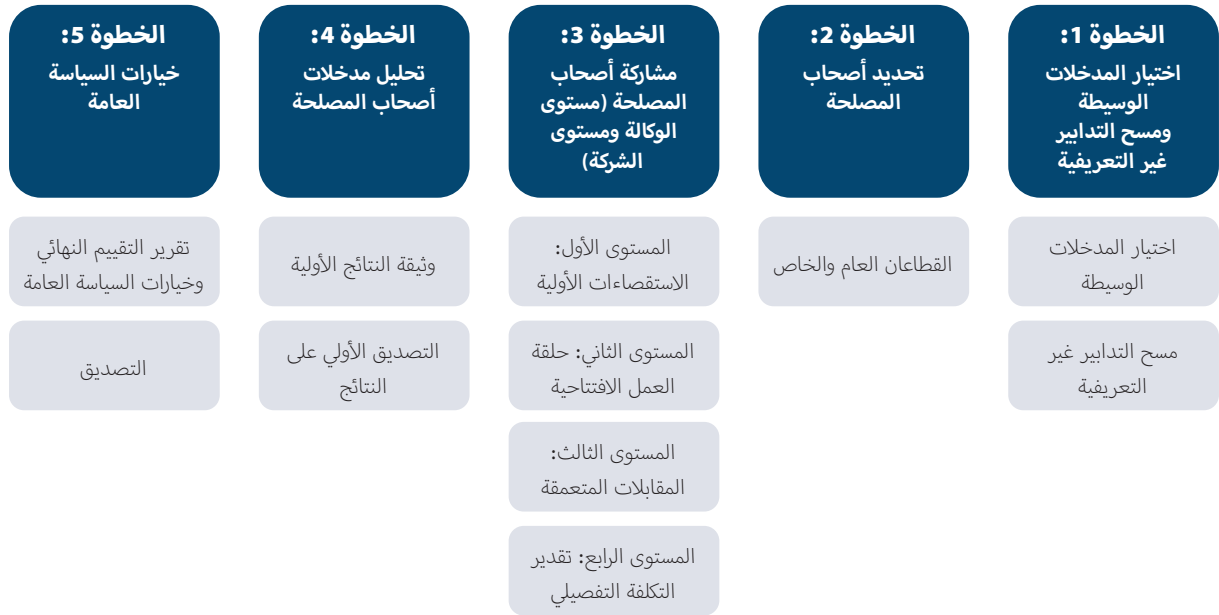 الخطوة 1:
اختيار المدخلات
الوسيطة
ومسح التدابير
غير التعريفية
اختيار المدخلات
الوسيطة
مسح التدابير غير
التعريفية
الخطوة 2:
تحديد أصحاب
المصلحة
القطاعان العام والخاص
الخطوة 3:
مشاركة أصحاب
المصلحة (مستوى
الوكالة ومستوى
الشركة)
المستوى الأول:
الاستقصاءات الأولية
المستوى الثاني: حلقة
العمل الافتتاحية
المستوى الثالث:
المقابلات المتعمقة
المستوى الرابع: تقدير
التكلفة التفصيلي
الخطوة 4:
تحليل مدخلات
أصحاب المصلحة
وثيقة النتائج الأولية
التصديق الأولي على
النتائج
الخطوة 5:
خيارات السياسة
العامة
تقرير التقييم النهائي
وخيارات السياسة العامة
التصديق